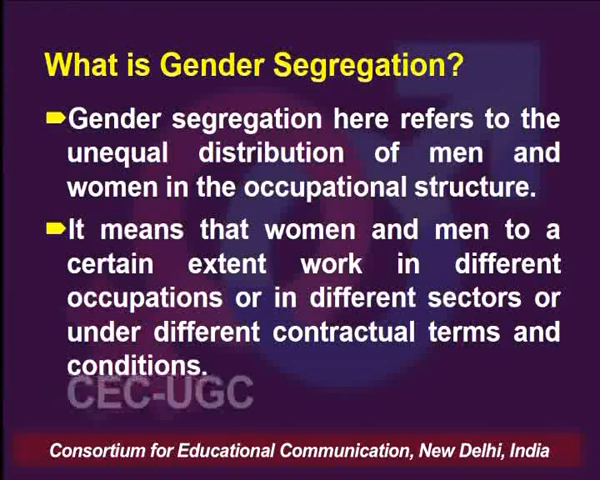 What is Gender Segregation?
Gender segregation here refers to the
unequal distribution of men and
women in the occupational structure.
It means that women and men to a
certain extent work in different
occupations or in different sectors or
under different contractual terms and
conditions.
CEC-UGC
Consortium for Educational Communication, New Delhi, India